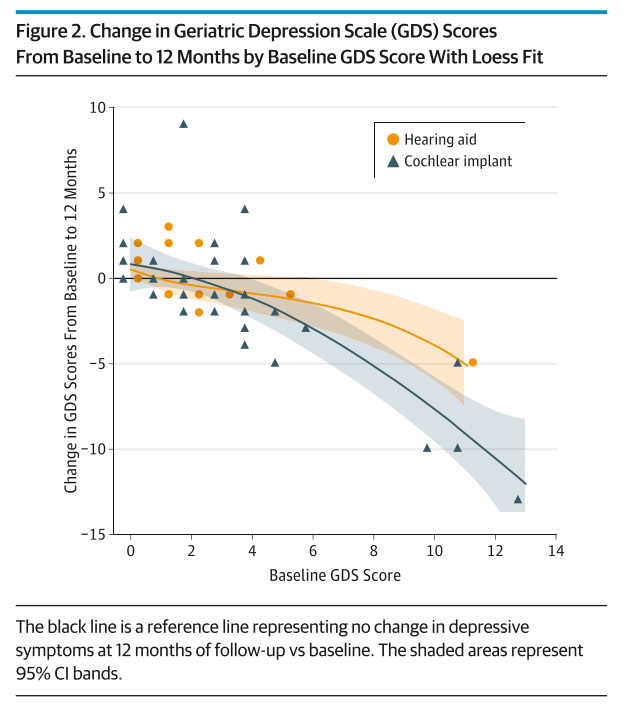 Figure 2. Change in Geriatric Depression Scale (GDS) Scores
From Baseline to 12 Months by Baseline GDS Score With Loess Fit
10
5
0
−5
−10
−15
Change in GDS Scores From Baseline to 12 Months
Hearing aid
Cochlear implant
0 2 4 6 8 10 12 14
Baseline GDS Score
The black line is a reference line representing no change in depressive
symptoms at 12 months of follow-up vs baseline. The shaded areas represent
95% CI bands.